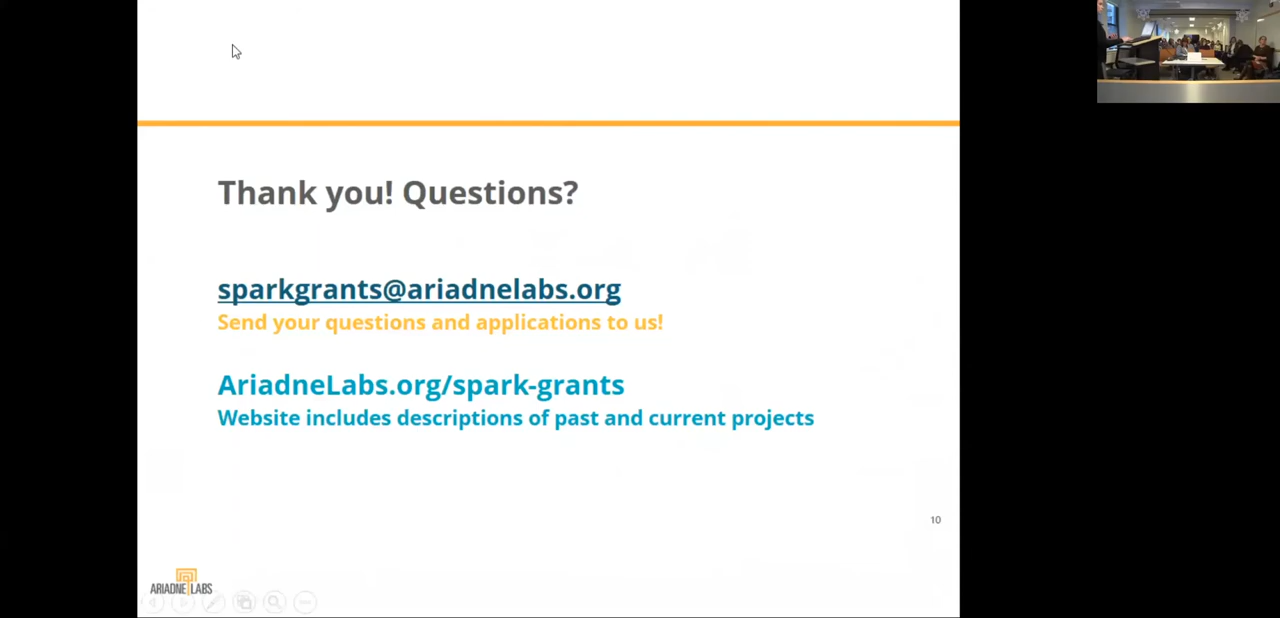 Thank you! Questions?
sparkgrants@ariadnelabs.org
Send your questions and applications to us!
AriadneLabs.org/spark-grants
Website includes descriptions of past and current projects
10
ARIADNE LABS